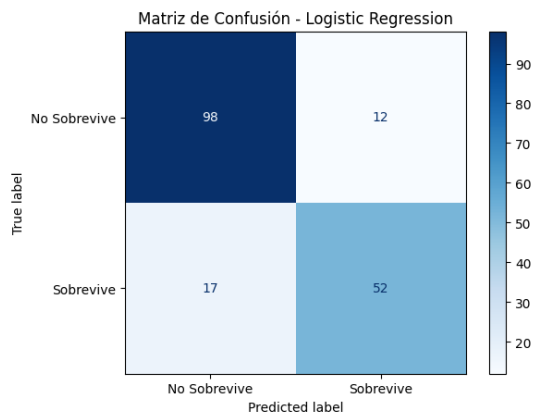 Matriz de Confusión - Logistic Regression
True label
No Sobrevive
98
12
Sobrevive
17
52
No Sobrevive
Sobrevive
Predicted label
90
80
70
60
50
40
30
20